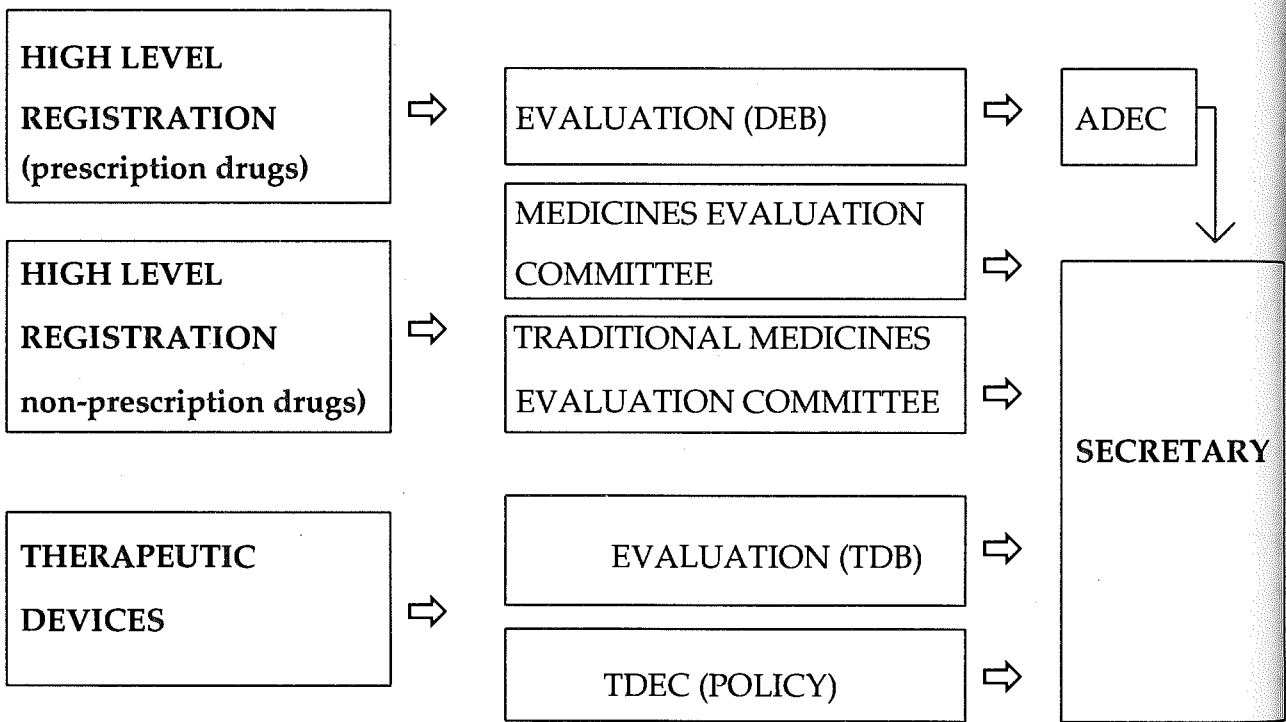 HIGH LEVEL
REGISTRATION
(prescription drugs)
EVALUATION (DEB)
ADEC
HIGH LEVEL
REGISTRATION
non-prescription drugs)
MEDICINES EVALUATION
COMMITTEE
TRADITIONAL MEDICINES
EVALUATION COMMITTEE
SECRETARY
THERAPEUTIC
DEVICES
EVALUATION (TDB)
TDEC (POLICY)